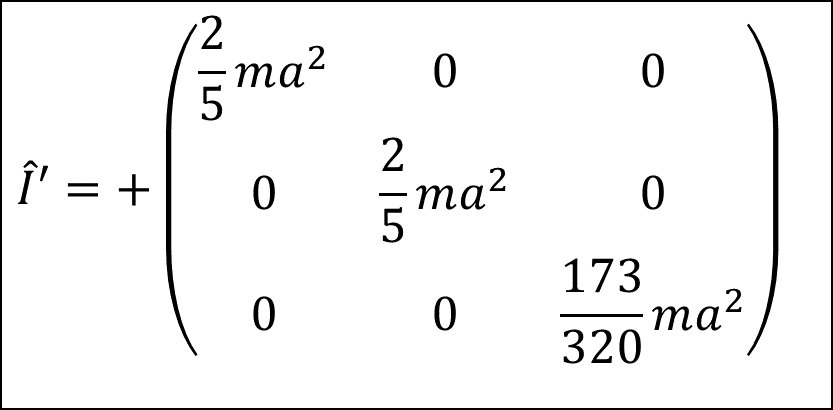 Î′ = + (2/5 ma² 0 0
0 2/5 ma² 0
0 0 173/320 ma²)